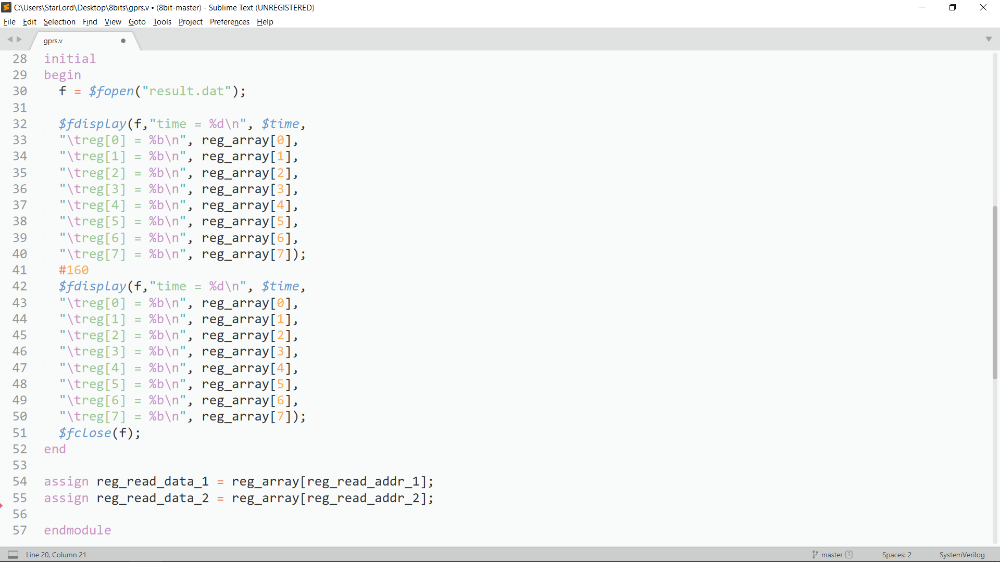 C:\Users\StarLord\Desktop\8bits\gprs.v • (8bit-master) - Sublime Text (UNREGISTERED)
File Edit Selection Find View Goto Tools Project Preferences Help
gprs.v
28 initial
29 begin
30 f = $fopen("result.dat");
31
32 $fdisplay(f,"time = %d\n", $time,
33 "\treg[0] = %b\n", reg_array[0],
34 "\treg[1] = %b\n", reg_array[1],
35 "\treg[2] = %b\n", reg_array[2],
36 "\treg[3] = %b\n", reg_array[3],
37 "\treg[4] = %b\n", reg_array[4],
38 "\treg[5] = %b\n", reg_array[5],
39 "\treg[6] = %b\n", reg_array[6],
40 "\treg[7] = %b\n", reg_array[7]);
41 #160
42 $fdisplay(f,"time = %d\n", $time,
43 "\treg[0] = %b\n", reg_array[0],
44 "\treg[1] = %b\n", reg_array[1],
45 "\treg[2] = %b\n", reg_array[2],
46 "\treg[3] = %b\n", reg_array[3],
47 "\treg[4] = %b\n", reg_array[4],
48 "\treg[5] = %b\n", reg_array[5],
49 "\treg[6] = %b\n", reg_array[6],
50 "\treg[7] = %b\n", reg_array[7]);
51 $fclose(f);
52 end
53
54 assign reg_read_data_1 = reg_array[reg_read_addr_1];
55 assign reg_read_data_2 = reg_array[reg_read_addr_2];
56
57 endmodule
Line 20, Column 21 master 1 Spaces: 2 SystemVerilog